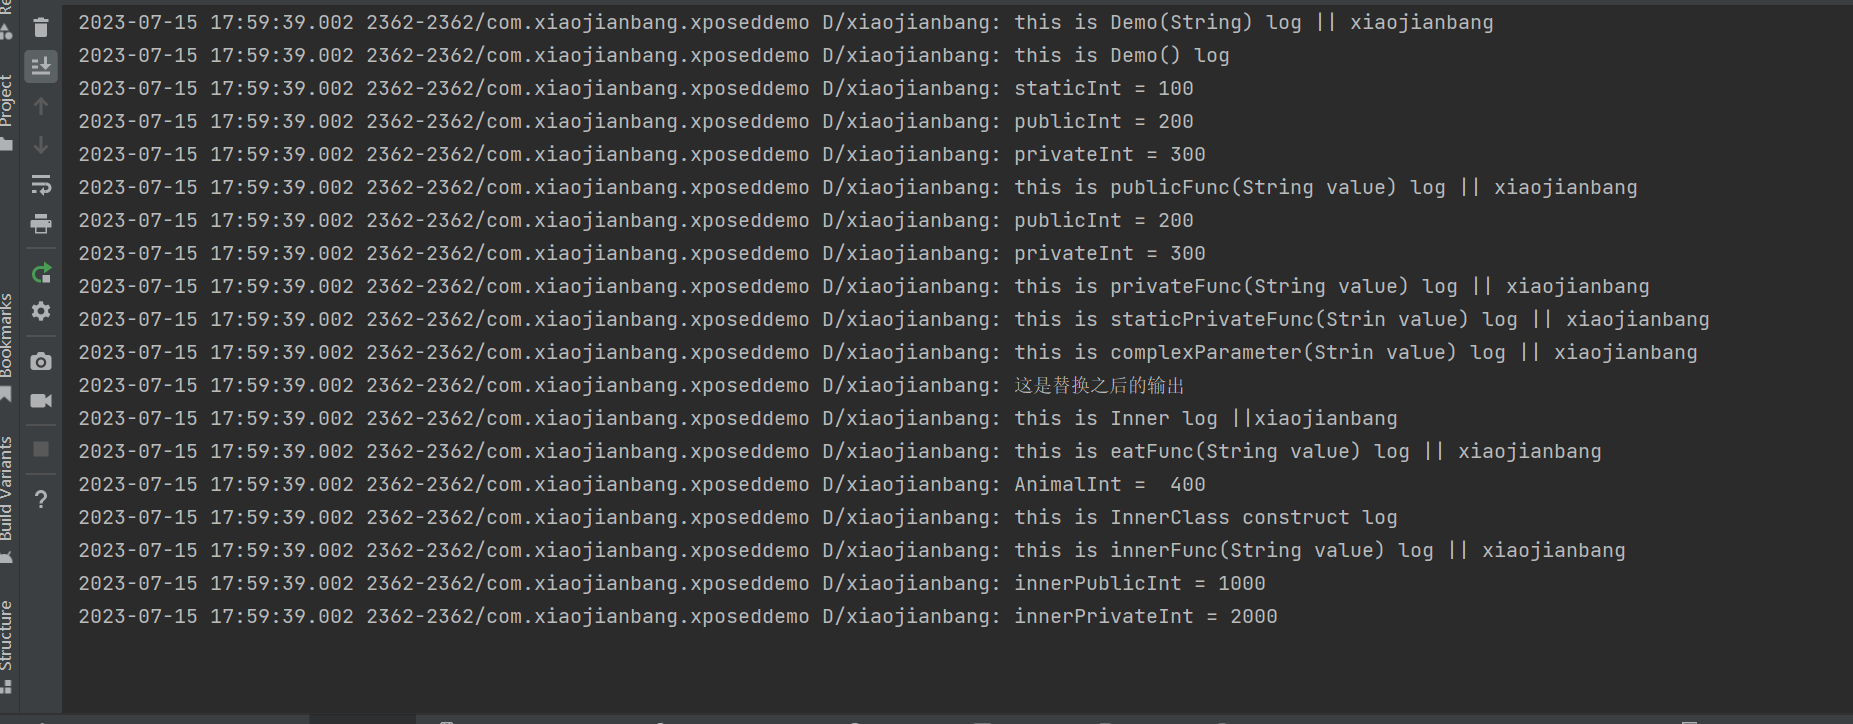 2023-07-15 17:59:39.002 2362-2362/com.xiaojianbang.xposeddemo D/xiaojianbang: this is Demo(String) log || xiaojianbang
2023-07-15 17:59:39.002 2362-2362/com.xiaojianbang.xposeddemo D/xiaojianbang: this is Demo() log
2023-07-15 17:59:39.002 2362-2362/com.xiaojianbang.xposeddemo D/xiaojianbang: staticInt = 100
2023-07-15 17:59:39.002 2362-2362/com.xiaojianbang.xposeddemo D/xiaojianbang: publicInt = 200
2023-07-15 17:59:39.002 2362-2362/com.xiaojianbang.xposeddemo D/xiaojianbang: privateInt = 300
2023-07-15 17:59:39.002 2362-2362/com.xiaojianbang.xposeddemo D/xiaojianbang: this is publicFunc(String value) log || xiaojianbang
2023-07-15 17:59:39.002 2362-2362/com.xiaojianbang.xposeddemo D/xiaojianbang: publicInt = 200
2023-07-15 17:59:39.002 2362-2362/com.xiaojianbang.xposeddemo D/xiaojianbang: privateInt = 300
2023-07-15 17:59:39.002 2362-2362/com.xiaojianbang.xposeddemo D/xiaojianbang: this is privateFunc(String value) log || xiaojianbang
2023-07-15 17:59:39.002 2362-2362/com.xiaojianbang.xposeddemo D/xiaojianbang: this is staticPrivateFunc(Strin value) log || xiaojianbang
2023-07-15 17:59:39.002 2362-2362/com.xiaojianbang.xposeddemo D/xiaojianbang: this is complexParameter(Strin value) log || xiaojianbang
2023-07-15 17:59:39.002 2362-2362/com.xiaojianbang.xposeddemo D/xiaojianbang: 这是替换之后的输出
2023-07-15 17:59:39.002 2362-2362/com.xiaojianbang.xposeddemo D/xiaojianbang: this is Inner log ||xiaojianbang
2023-07-15 17:59:39.002 2362-2362/com.xiaojianbang.xposeddemo D/xiaojianbang: this is eatFunc(String value) log || xiaojianbang
2023-07-15 17:59:39.002 2362-2362/com.xiaojianbang.xposeddemo D/xiaojianbang: AnimalInt =  400
2023-07-15 17:59:39.002 2362-2362/com.xiaojianbang.xposeddemo D/xiaojianbang: this is InnerClass construct log
2023-07-15 17:59:39.002 2362-2362/com.xiaojianbang.xposeddemo D/xiaojianbang: this is innerFunc(String value) log || xiaojianbang
2023-07-15 17:59:39.002 2362-2362/com.xiaojianbang.xposeddemo D/xiaojianbang: innerPublicInt = 1000
2023-07-15 17:59:39.002 2362-2362/com.xiaojianbang.xposeddemo D/xiaojianbang: innerPrivateInt = 2000
Project
Bookmarks
Build Variants
Structure